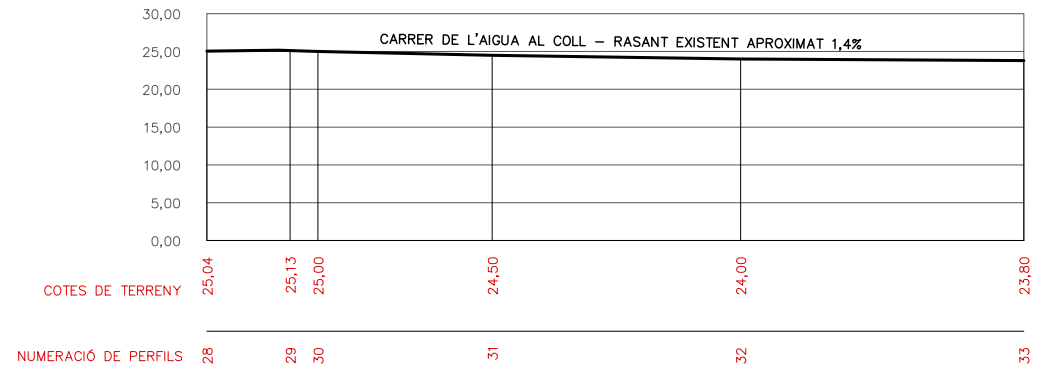 30,00
CARRER DE L'AIGUA AL COLL – RASANT EXISTENT APROXIMAT 1,4%
25,00
20,00
15,00
10,00
5,00
0,00
COTES DE TERRENY 25,04 25,13 25,00 24,50 24,00 23,80
NUMERACIÓ DE PERFILS 28 29 30 31 32 33